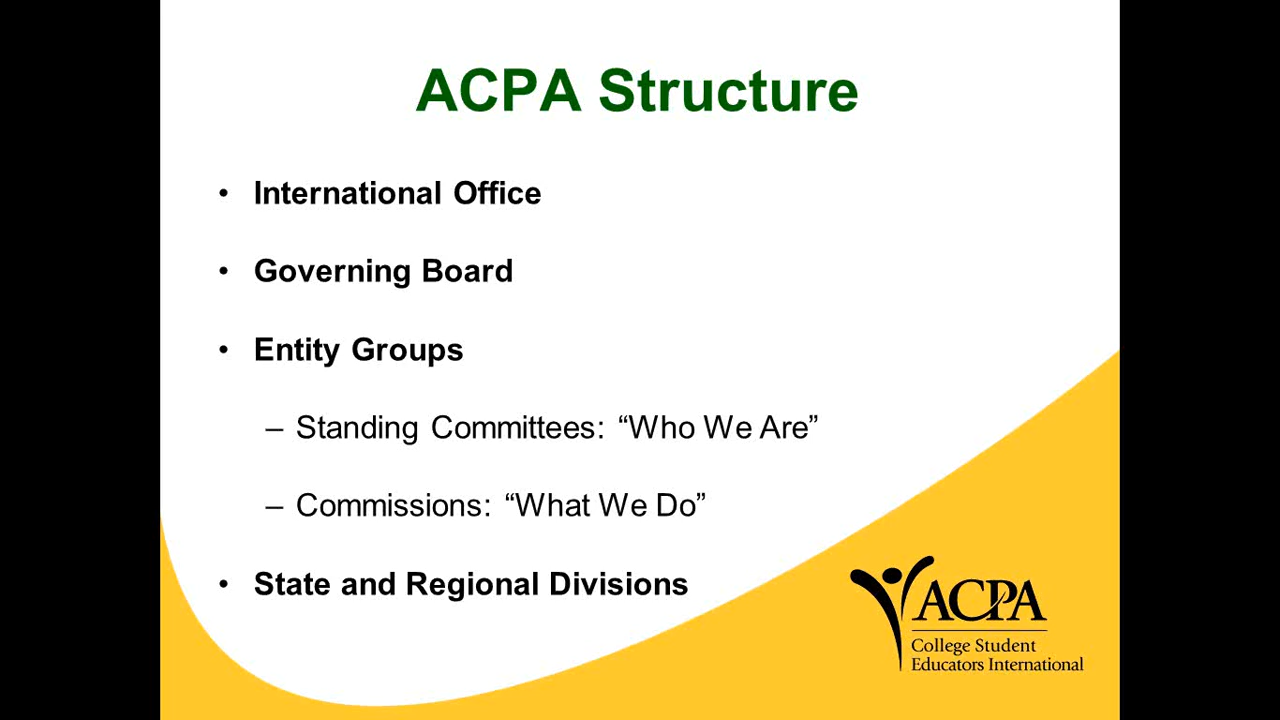 ACPA Structure
• International Office
• Governing Board
• Entity Groups
– Standing Committees: “Who We Are”
– Commissions: “What We Do”
• State and Regional Divisions
ACPA
College Student
Educators International